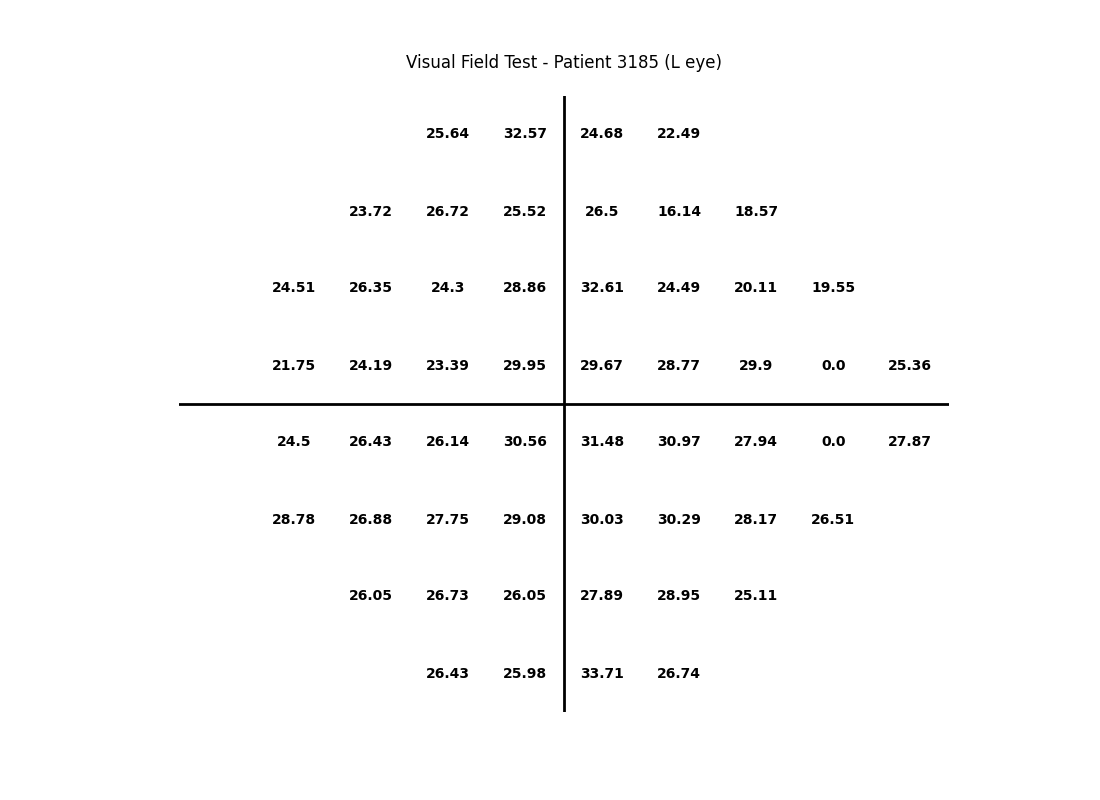 Visual Field Test - Patient 3185 (L eye)
25.64 32.57 24.68 22.49
23.72 26.72 25.52 26.5 16.14 18.57
24.51 26.35 24.3 28.86 32.61 24.49 20.11 19.55
21.75 24.19 23.39 29.95 29.67 28.77 29.9 0.0 25.36
24.5 26.43 26.14 30.56 31.48 30.97 27.94 0.0 27.87
28.78 26.88 27.75 29.08 30.03 30.29 28.17 26.51
26.05 26.73 26.05 27.89 28.95 25.11
26.43 25.98 33.71 26.74